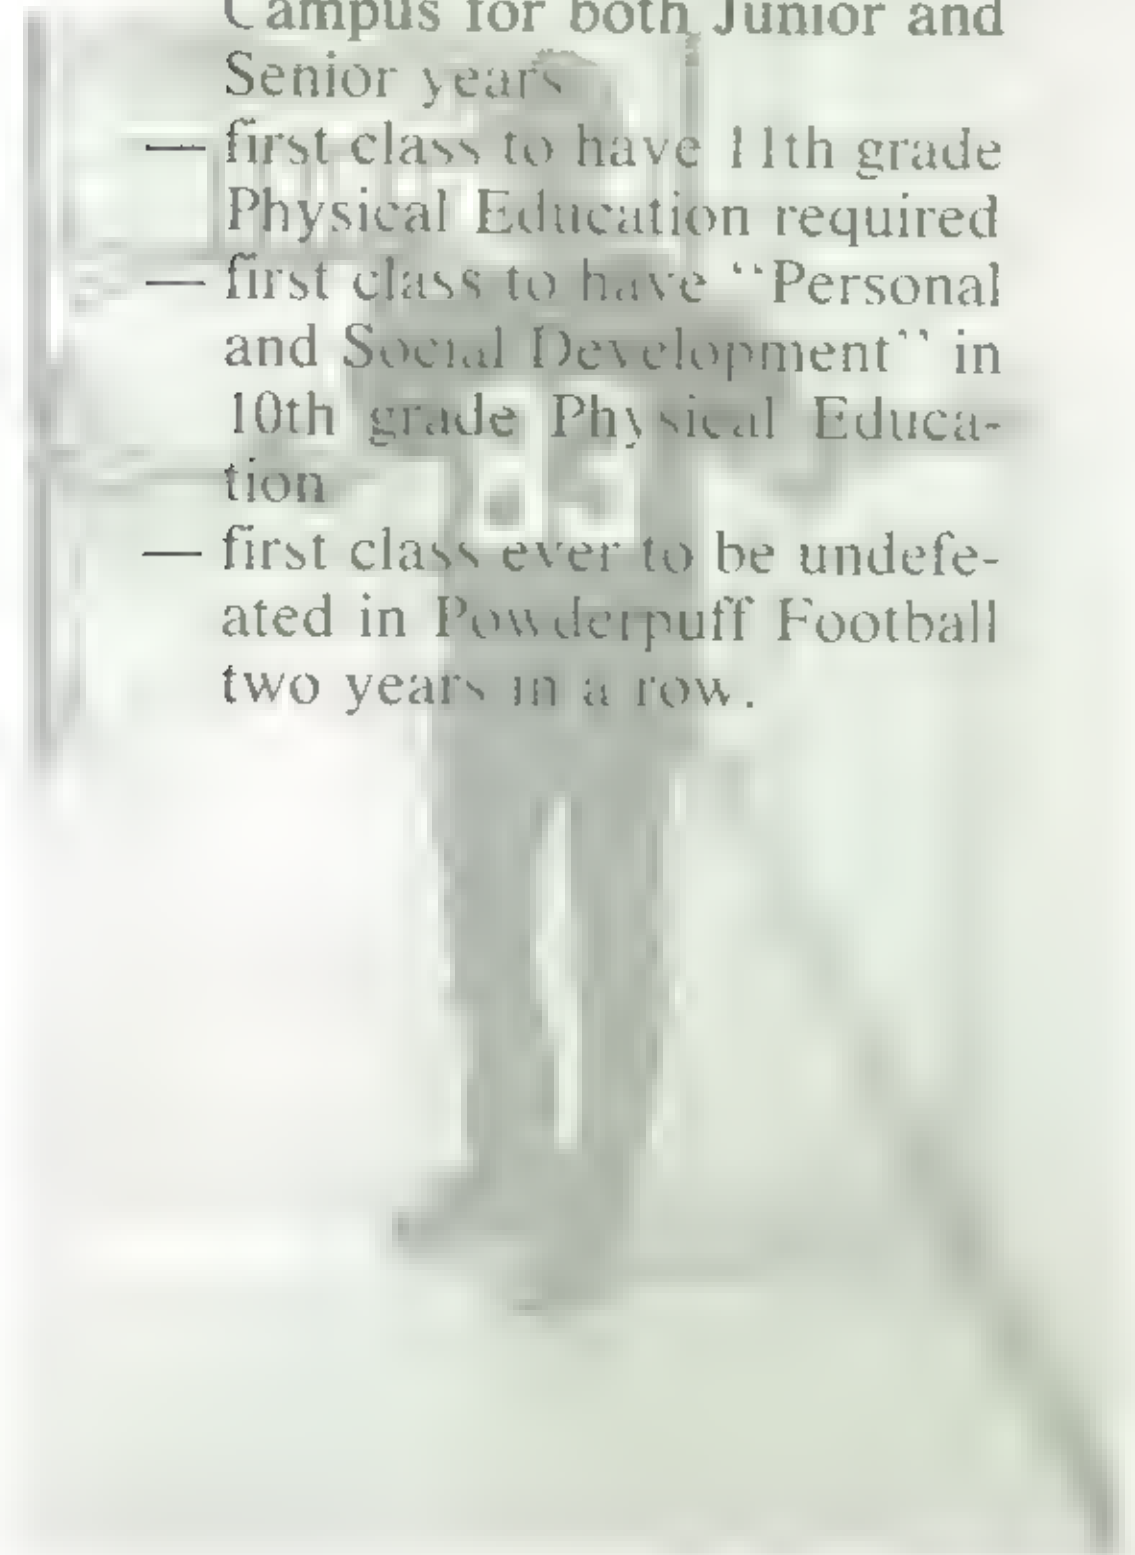 Campus for both Junior and
Senior years
— first class to have 11th grade
Physical Education required
— first class to have “Personal
and Social Development” in
10th grade Physical Educa-
tion
— first class ever to be undefe-
ated in Powderpuff Football
two years in a row.